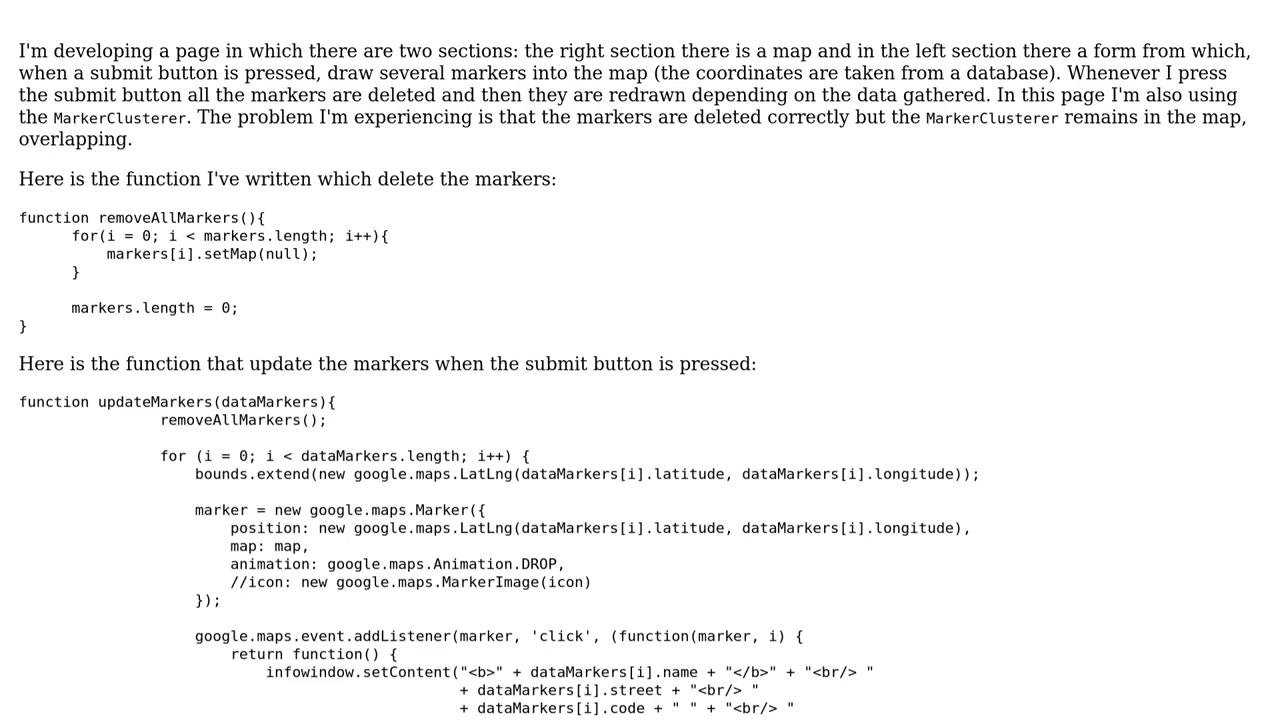 I'm developing a page in which there are two sections: the right section there is a map and in the left section there a form from which,
when a submit button is pressed, draw several markers into the map (the coordinates are taken from a database). Whenever I press
the submit button all the markers are deleted and then they are redrawn depending on the data gathered. In this page I'm also using
the MarkerClusterer. The problem I'm experiencing is that the markers are deleted correctly but the MarkerClusterer remains in the map,
overlapping.
Here is the function I've written which delete the markers:
function removeAllMarkers(){
      for(i = 0; i < markers.length; i++){
          markers[i].setMap(null);
      }
      markers.length = 0;
}
Here is the function that update the markers when the submit button is pressed:
function updateMarkers(dataMarkers){
                removeAllMarkers();
                for (i = 0; i < dataMarkers.length; i++) {
                    bounds.extend(new google.maps.LatLng(dataMarkers[i].latitude, dataMarkers[i].longitude));
                    marker = new google.maps.Marker({
                        position: new google.maps.LatLng(dataMarkers[i].latitude, dataMarkers[i].longitude),
                        map: map,
                        animation: google.maps.Animation.DROP,
                        //icon: new google.maps.MarkerImage(icon)
                    });
                    google.maps.event.addListener(marker, 'click', (function(marker, i) {
                        return function() {
                            infowindow.setContent("<b>" + dataMarkers[i].name + "</b>" + "<br/> "
                                                  + dataMarkers[i].street + "<br/> "
                                                  + dataMarkers[i].code + " " + "<br/> "